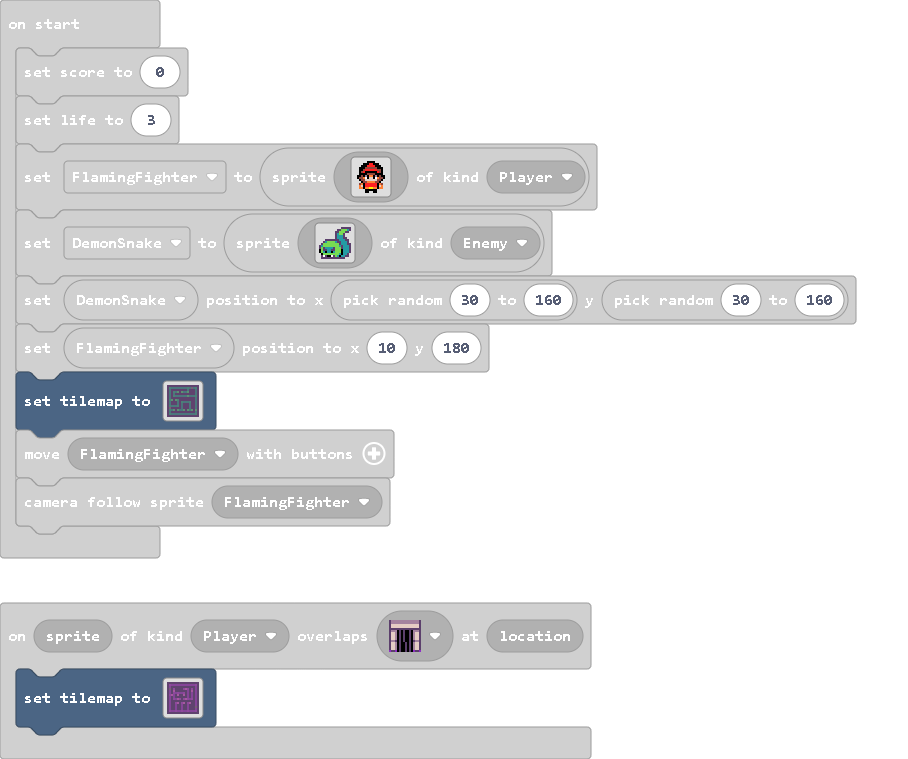 on start
set score to 0
set life to 3
set FlamingFighter to sprite of kind Player
set DemonSnake to sprite of kind Enemy
set DemonSnake position to x pick random 30 to 160 y pick random 30 to 160
set FlamingFighter position to x 10 y 180
set tilemap to
move FlamingFighter with buttons
camera follow sprite FlamingFighter
on sprite of kind Player overlaps at location
set tilemap to